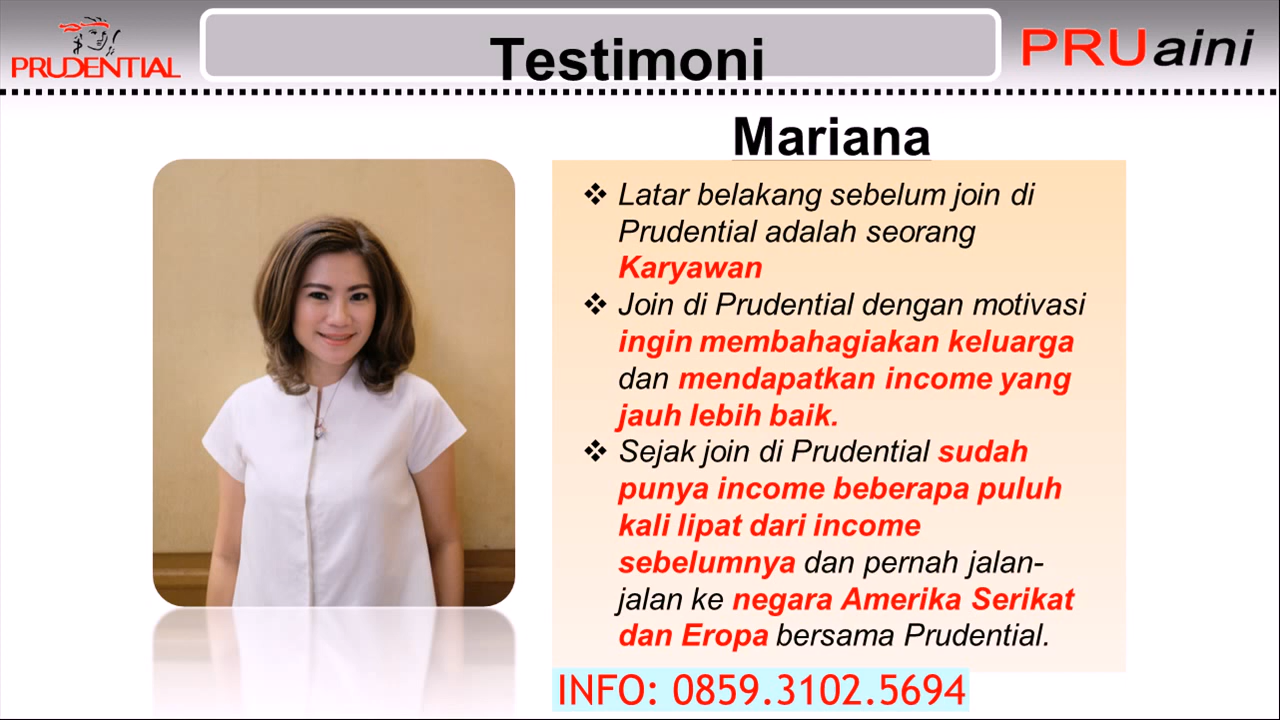 PRUDENTIAL
Testimoni
PRUaini
Mariana
❖ Latar belakang sebelum join di
Prudential adalah seorang
Karyawan
❖ Join di Prudential dengan motivasi
ingin membahagiakan keluarga
dan mendapatkan income yang
jauh lebih baik.
❖ Sejak join di Prudential sudah
punya income beberapa puluh
kali lipat dari income
sebelumnya dan pernah jalan-
jalan ke negara Amerika Serikat
dan Eropa bersama Prudential.
INFO: 0859.3102.5694